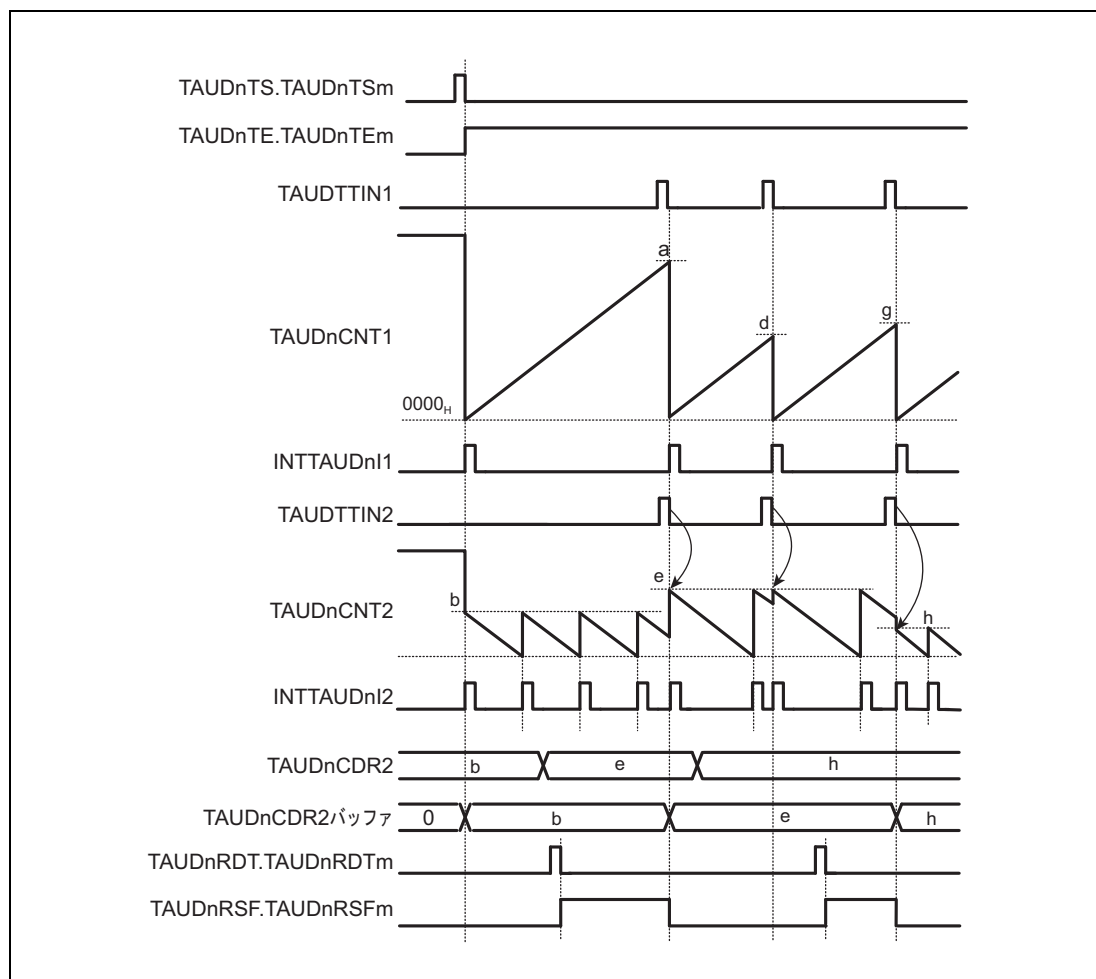 TAUDnTS.TAUDnTSm
TAUDnTE.TAUDnTEm
TAUDTTIN1
a
d
g
TAUDnCNT1
0000H
INTTAUDnI1
TAUDTTIN2
e
b
h
TAUDnCNT2
INTTAUDnI2
TAUDnCDR2
b
e
h
TAUDnCDR2バッファ
0
b
e
h
TAUDnRDT.TAUDnRDTm
TAUDnRSF.TAUDnRSFm